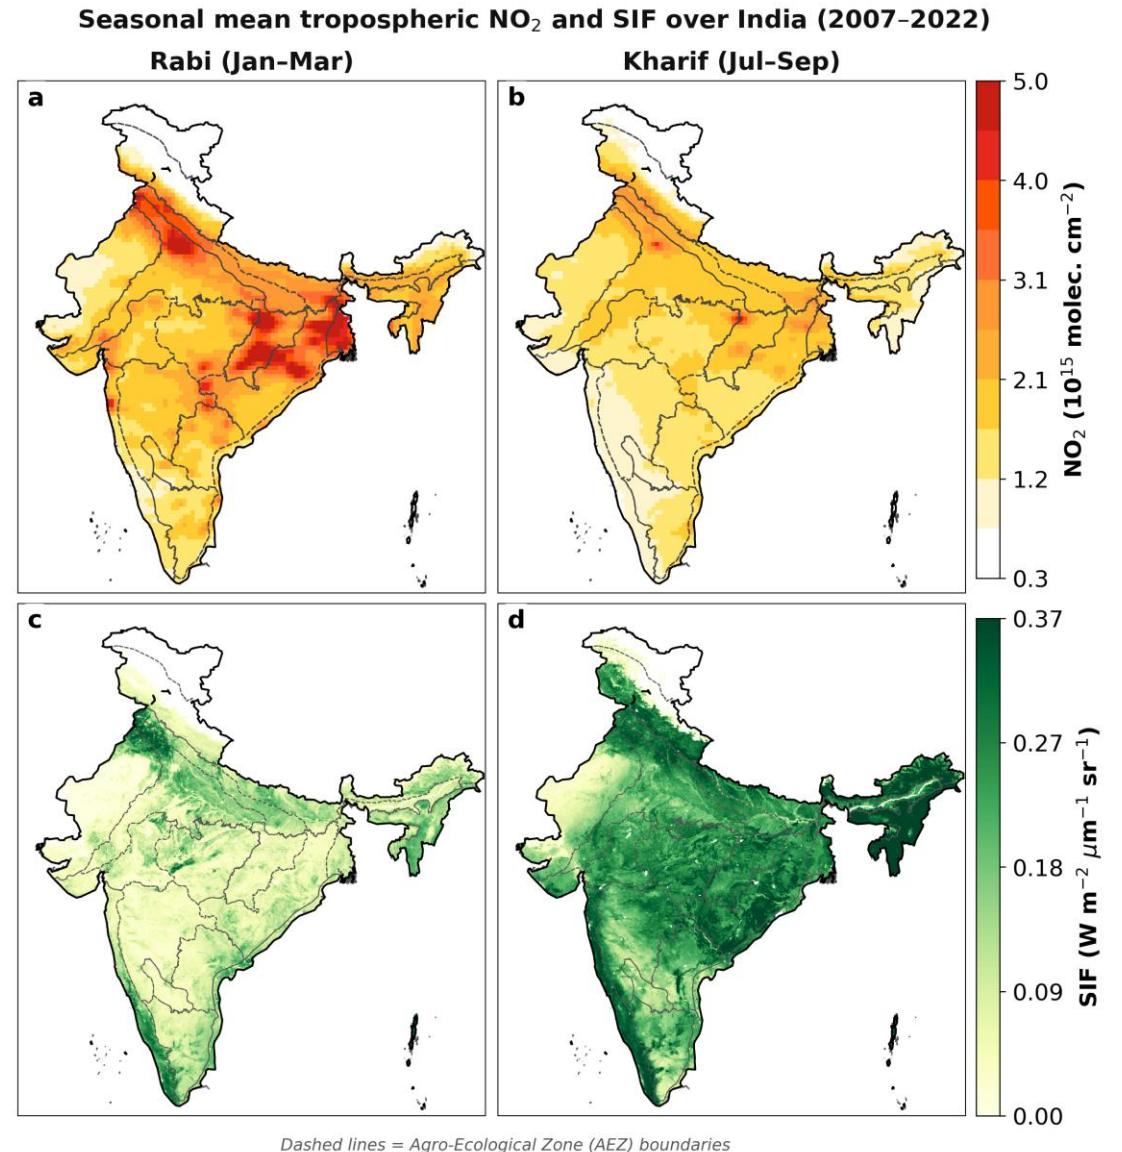 Seasonal mean tropospheric NO₂ and SIF over India (2007–2022)
Rabi (Jan–Mar)
Kharif (Jul–Sep)
a
b
5.0
4.0
3.1
2.1
1.2
0.3
NO₂ (10¹⁵ molec. cm⁻²)
c
d
0.37
0.27
0.18
0.09
0.00
SIF (W m⁻² μm⁻¹ sr⁻¹)
Dashed lines = Agro-Ecological Zone (AEZ) boundaries